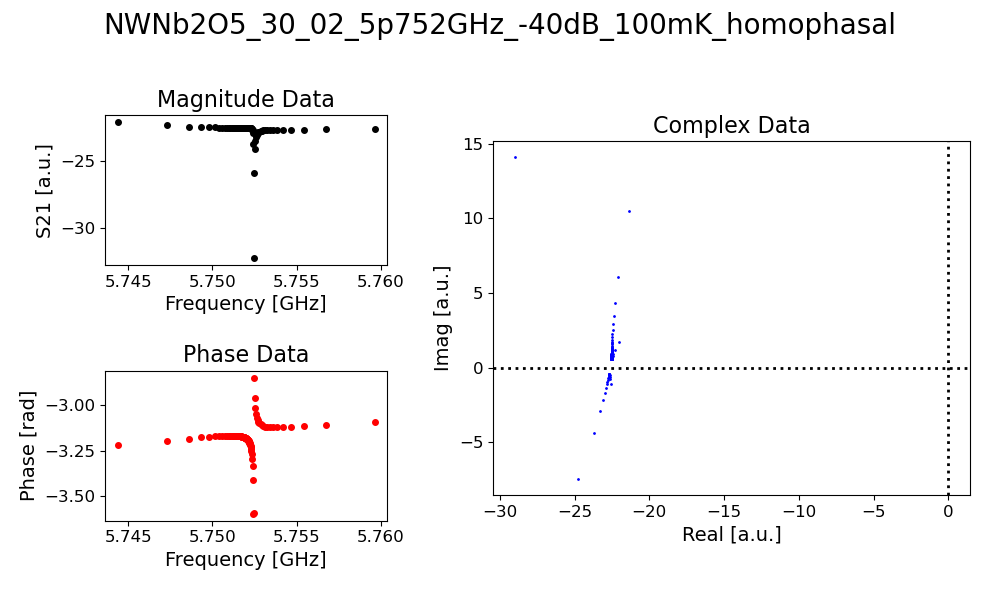 NWNb2O5_30_02_5p752GHz_-40dB_100mK_homophasal
Magnitude Data
S21 [a.u.]
−25
−30
5.745 5.750 5.755 5.760
Frequency [GHz]
Phase Data
Phase [rad]
−3.00
−3.25
−3.50
5.745 5.750 5.755 5.760
Frequency [GHz]
Complex Data
Imag [a.u.]
15
10
5
0
−5
−30 −25 −20 −15 −10 −5 0
Real [a.u.]